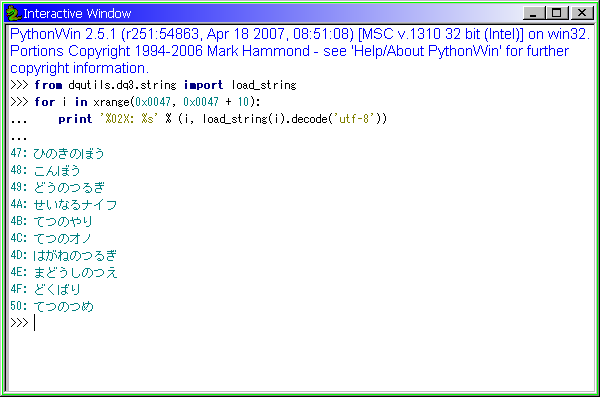 Interactive Window
PythonWin 2.5.1 (r251:54863, Apr 18 2007, 08:51:08) [MSC v.1310 32 bit (Intel)] on win32.
Portions Copyright 1994-2006 Mark Hammond - see 'Help/About PythonWin' for further
copyright information.
>>> from dqutils.dq3.string import load_string
>>> for i in xrange(0x0047, 0x0047 + 10):
...     print '%02X: %s' % (i, load_string(i).decode('utf-8'))
...
47: ひのきのぼう
48: こんぼう
49: どうのつるぎ
4A: せいなるナイフ
4B: てつのやり
4C: てつのオノ
4D: はがねのつるぎ
4E: まどうしのつえ
4F: どくばり
50: てつのつめ
>>>